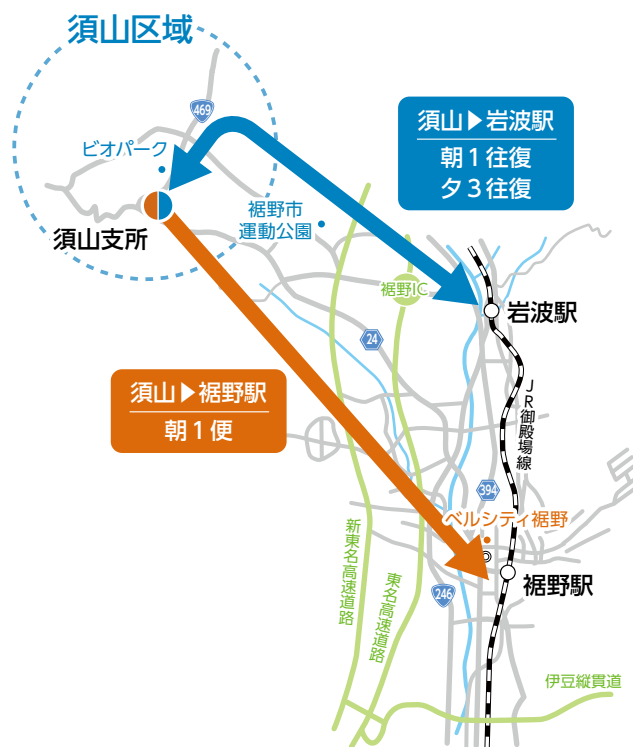 須山区域
469
ビオパーク
須山▶岩波駅
朝1往復
夕3往復
裾野市
運動公園
須山支所
裾野IC
岩波駅
24
須山▶裾野駅
朝1便
JR御殿場線
394
ベルシティ裾野
新東名高速道路
東名高速道路
246
裾野駅
伊豆縦貫道